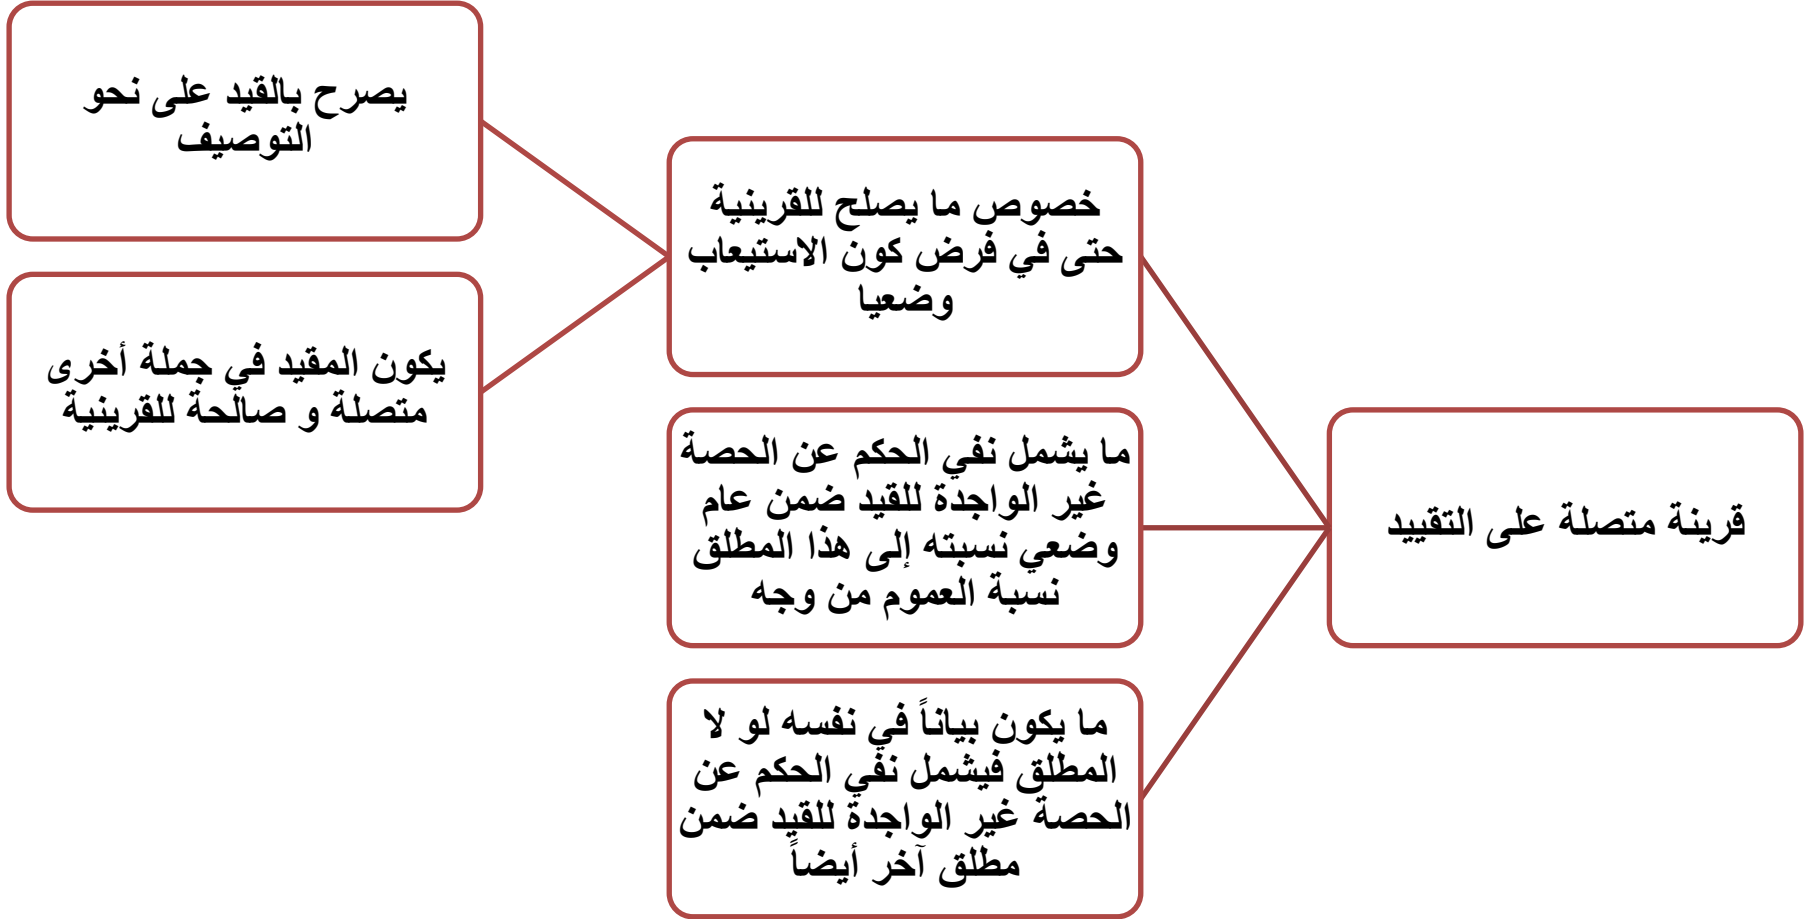 قرينة متصلة على التقييد
خصوص ما يصلح للقرينية
حتى في فرض كون الاستيعاب
وضعيا
يصرح بالقيد على نحو
التوصيف
يكون المقيد في جملة أخرى
متصلة و صالحة للقرينية
ما يشمل نفي الحكم عن الحصة
غير الواجدة للقيد ضمن عام
وضعي نسبته إلى هذا المطلق
نسبة العموم من وجه
ما يكون بياناً في نفسه لو لا
المطلق فيشمل نفي الحكم عن
الحصة غير الواجدة للقيد ضمن
مطلق آخر أيضاً